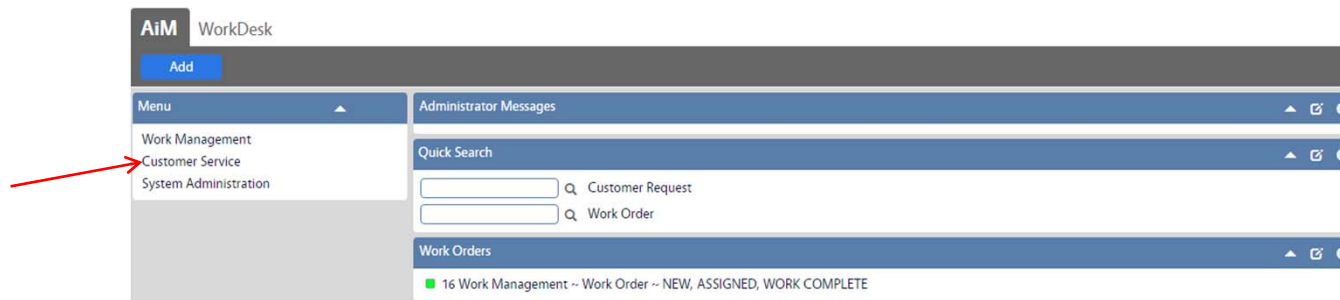 AiM WorkDesk
Add
Menu
Work Management
Customer Service
System Administration
Administrator Messages
Quick Search
Customer Request
Work Order
Work Orders
16 Work Management ~ Work Order ~ NEW, ASSIGNED, WORK COMPLETE